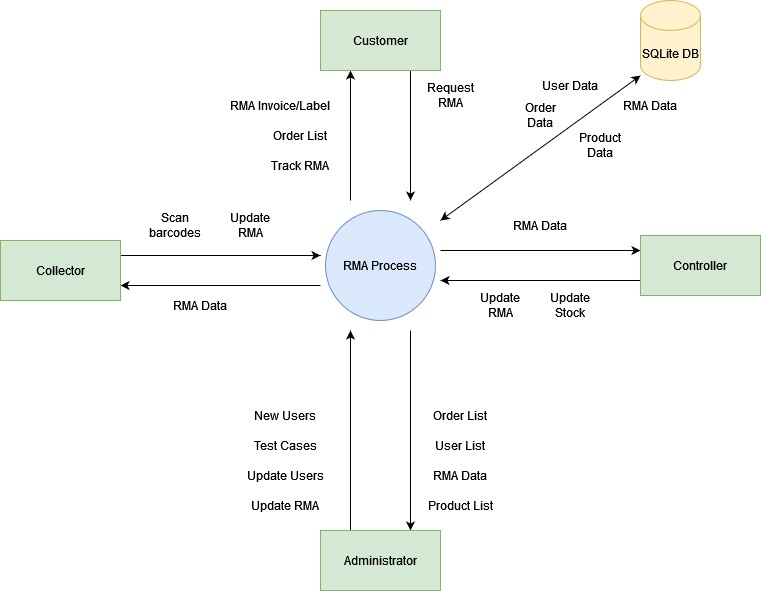 Customer
SQLite DB
Request
RMA
User Data
RMA Invoice/Label
Order
Data
RMA Data
Order List
Product
Data
Track RMA
Scan
barcodes
Update
RMA
RMA Data
Collector
RMA Process
Controller
RMA Data
Update
RMA
Update
Stock
New Users
Order List
Test Cases
User List
Update Users
RMA Data
Update RMA
Product List
Administrator